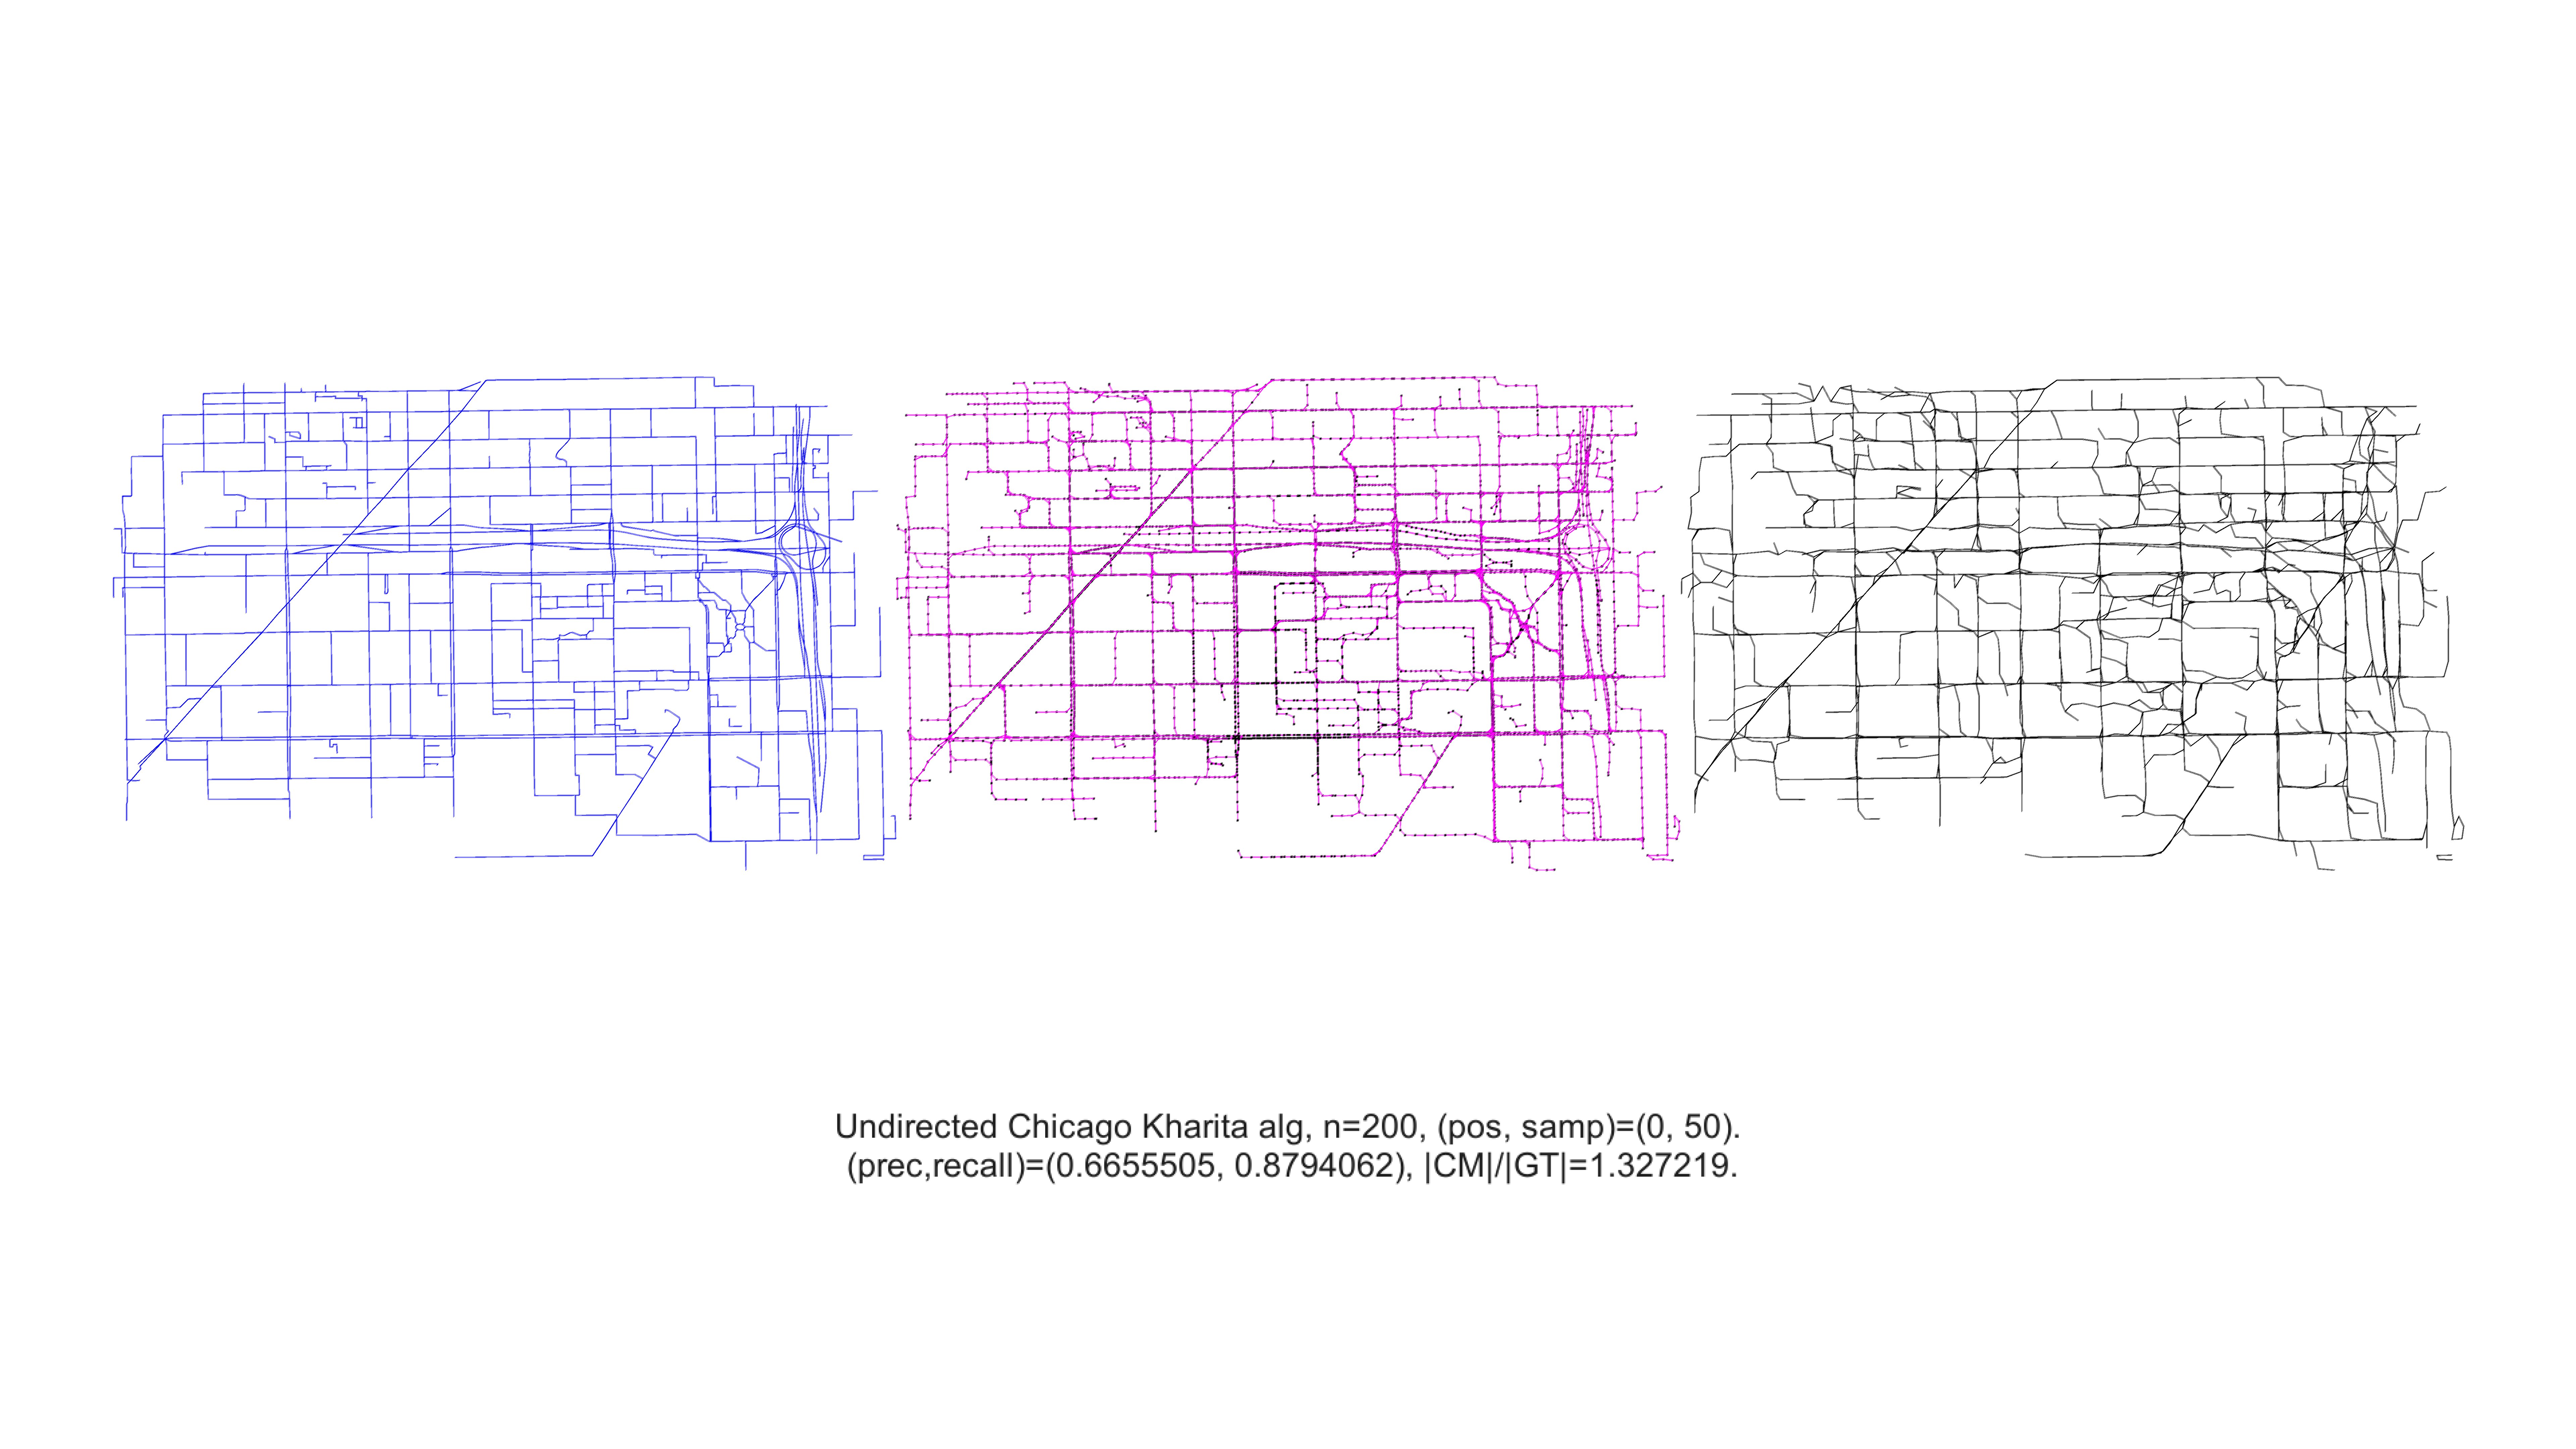 Undirected Chicago Kharita alg, n=200, (pos, samp)=(0, 50).
(prec,recall)=(0.6655505, 0.8794062), |CM|/|GT|=1.327219.